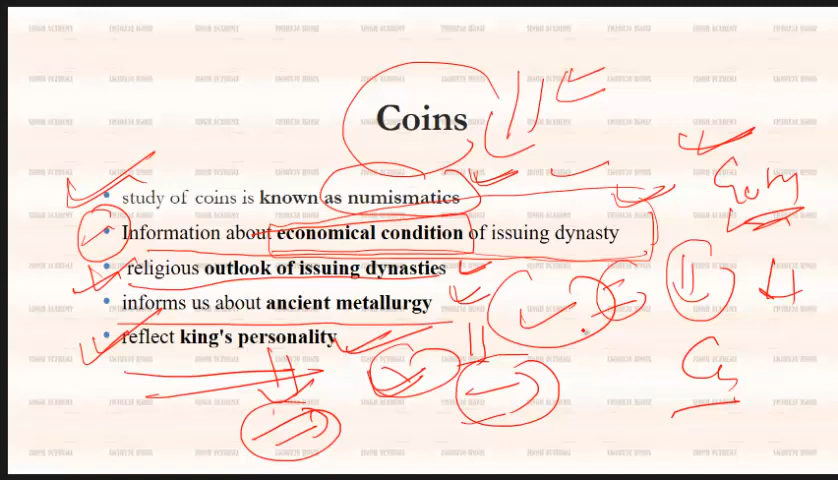 Coins
study of coins is known as numismatics
Information about economical condition of issuing dynasty
religious outlook of issuing dynasties
informs us about ancient metallurgy
reflect king's personality